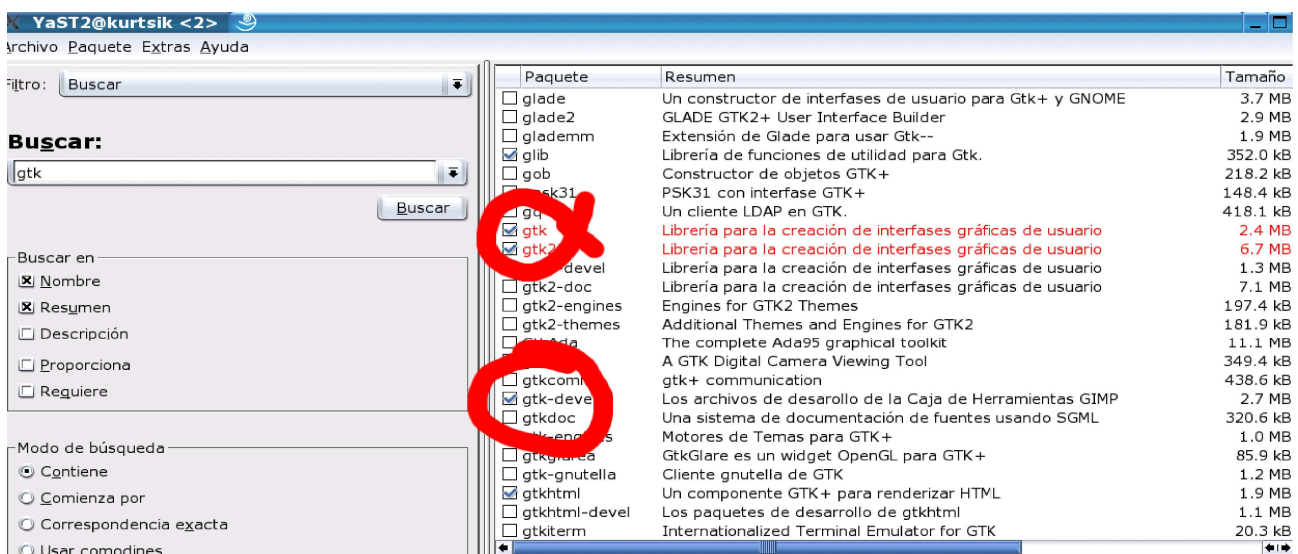 YaST2@kurtsik <2>
Archivo Paquete Extras Ayuda
Filtro: Buscar
Buscar:
gtk
Buscar
Buscar en
Nombre
Resumen
Descripción
Proporciona
Requiere
Modo de búsqueda
Contiene
Comienza por
Correspondencia exacta
Usar comodines
Paquete Resumen Tamaño
glade Un constructor de interfases de usuario para Gtk+ y GNOME 3.7 MB
glade2 GLADE GTK2+ User Interface Builder 2.9 MB
glademm Extensión de Glade para usar Gtk-- 1.9 MB
glib Librería de funciones de utilidad para Gtk. 352.0 kB
gob Constructor de objetos GTK+ 218.2 kB
PSK31 con interfase GTK+ 148.4 kB
gq Un cliente LDAP en GTK. 418.1 kB
gtk Librería para la creación de interfases gráficas de usuario 2.4 MB
gtk2 Librería para la creación de interfases gráficas de usuario 6.7 MB
devel Librería para la creación de interfases gráficas de usuario 1.3 MB
gtk2-doc Librería para la creación de interfases gráficas de usuario 7.1 MB
gtk2-engines Engines for GTK2 Themes 197.4 kB
gtk2-themes Additional Themes and Engines for GTK2 181.9 kB
The complete Ada95 graphical toolkit 11.1 MB
A GTK Digital Camera Viewing Tool 349.4 kB
gtkcomm gtk+ communication 438.6 kB
gtk-devel Los archivos de desarollo de la Caja de Herramientas GIMP 2.7 MB
gtkdoc Una sistema de documentación de fuentes usando SGML 320.6 kB
gtk-engines Motores de Temas para GTK+ 1.0 MB
gtkglarea GtkGlare es un widget OpenGL para GTK+ 85.9 kB
gtk-gnutella Cliente gnutella de GTK 1.2 MB
gtkhtml Un componente GTK+ para renderizar HTML 1.9 MB
gtkhtml-devel Los paquetes de desarrollo de gtkhtml 1.1 MB
gtkiterm Internationalized Terminal Emulator for GTK 20.3 kB